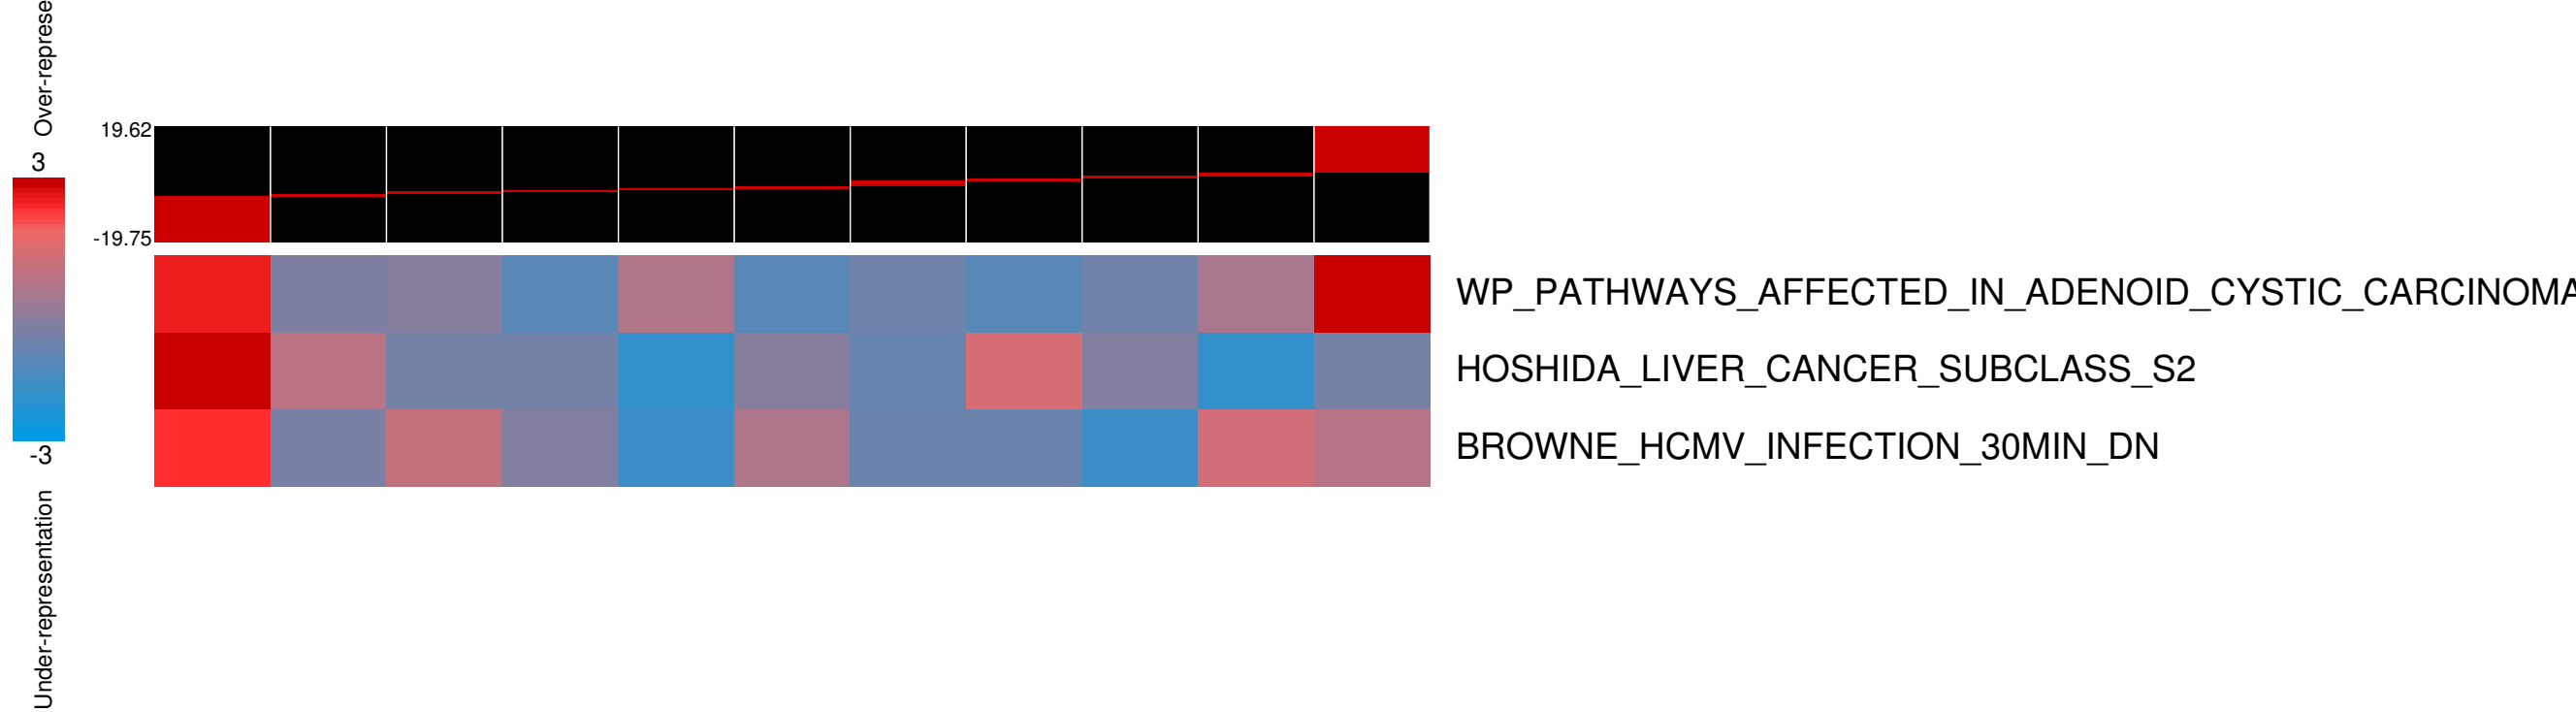 Over-represe
19.62
3
-19.75
WP_PATHWAYS_AFFECTED_IN_ADENOID_CYSTIC_CARCINOMA
HOSHIDA_LIVER_CANCER_SUBCLASS_S2
BROWNE_HCMV_INFECTION_30MIN_DN
-3
Under-representation